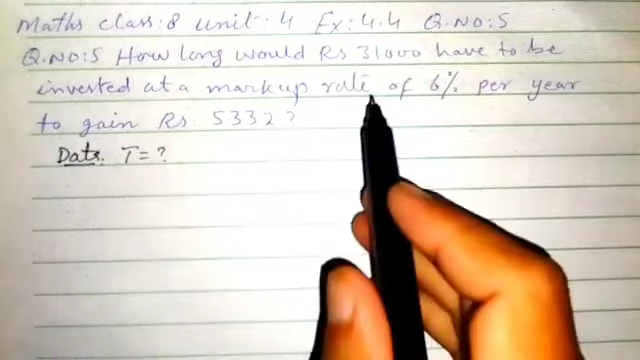 Maths class:8 unit:4 Ex:4.4 Q.NO:5
Q.NO:5 How long would Rs 31000 have to be
invested at a markup rate of 6% per year
to gain Rs. 5332?
Data. T=?